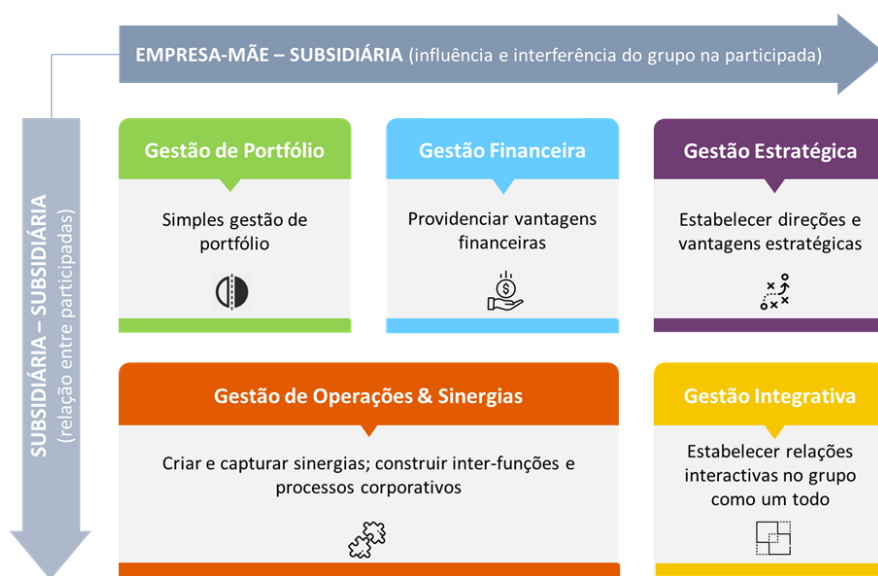 EMPRESA-MÃE – SUBSIDIÁRIA (influência e interferência do grupo na participada)
SUBSIDIÁRIA – SUBSIDIÁRIA
(relação entre participadas)
Gestão de Portfólio
Simples gestão de
portfólio
Gestão Financeira
Providenciar vantagens
financeiras
$
Gestão Estratégica
Estabelecer direções e
vantagens estratégicas
Gestão de Operações & Sinergias
Criar e capturar sinergias; construir inter-funções e
processos corporativos
Gestão Integrativa
Estabelecer relações
interactivas no grupo
como um todo